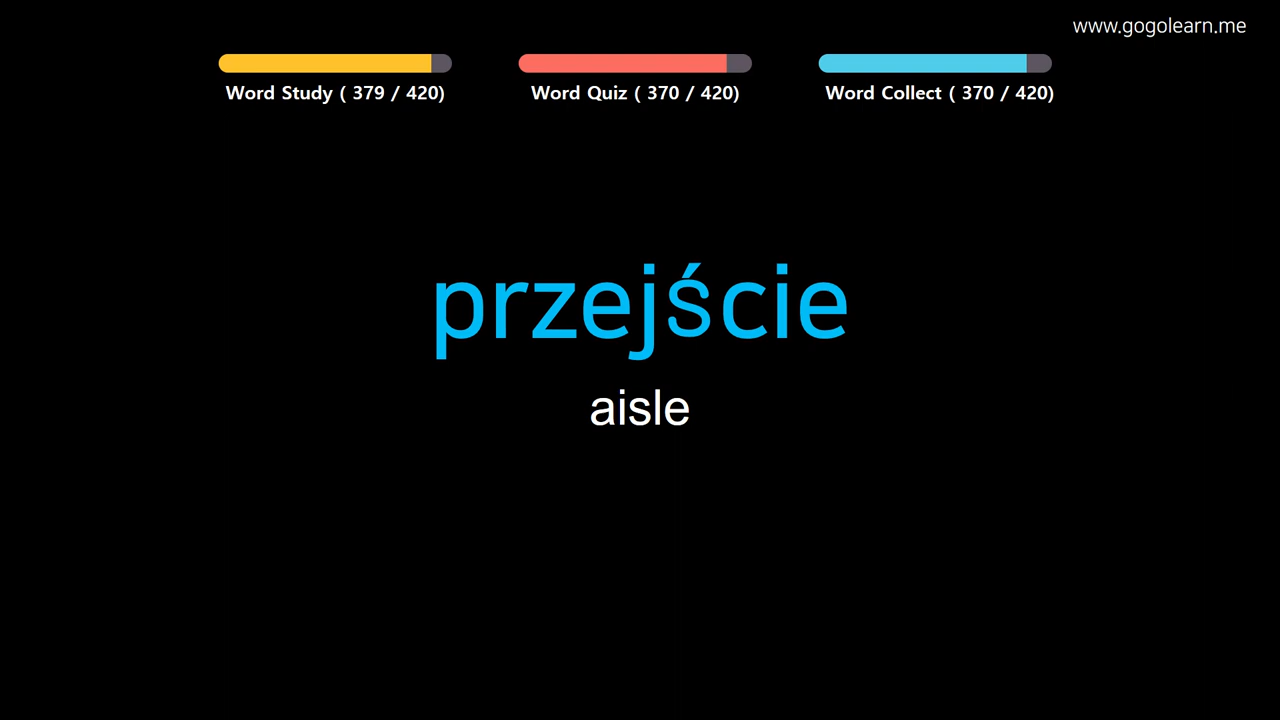 www.gogolearn.me
Word Study ( 379 / 420)
Word Quiz ( 370 / 420)
Word Collect ( 370 / 420)
przejście
aisle